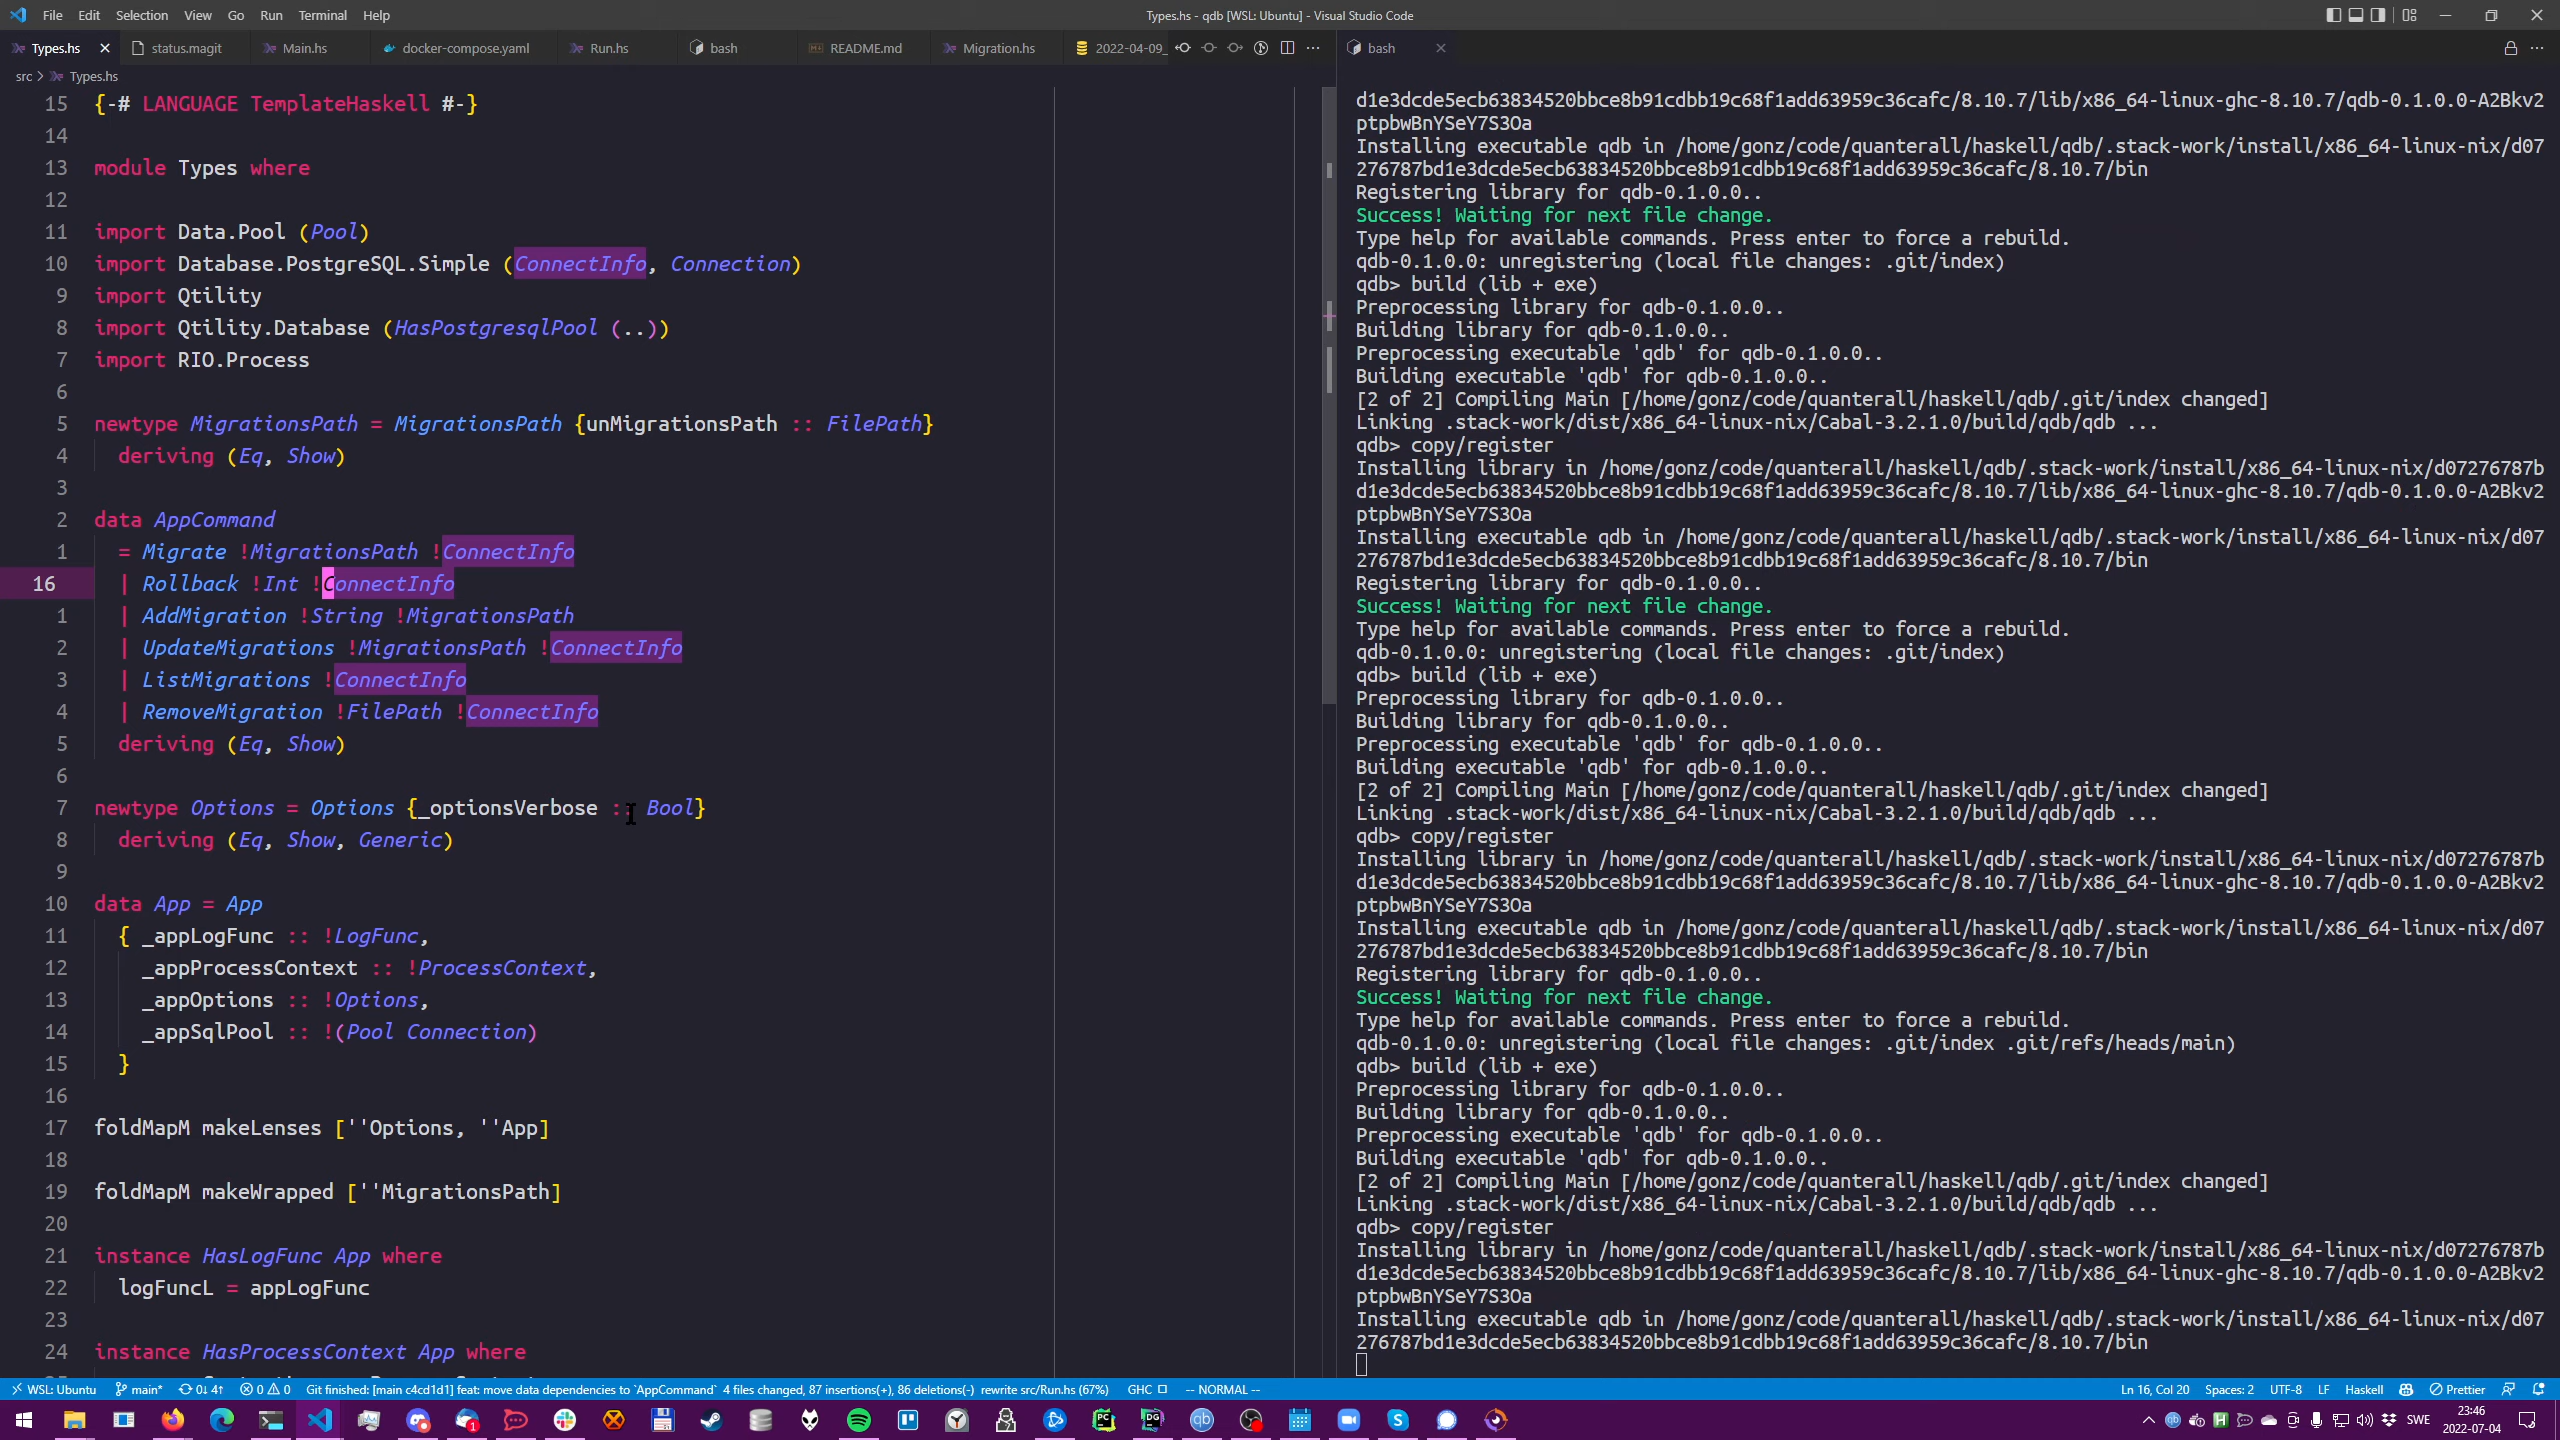 File Edit Selection View Go Run Terminal Help
Types.hs - qdb [WSL: Ubuntu] - Visual Studio Code
Types.hs status.magit Main.hs docker-compose.yaml Run.hs bash README.md Migration.hs 2022-04-09_
src > Types.hs
15 {-# LANGUAGE TemplateHaskell #-}
14
13 module Types where
12
11 import Data.Pool (Pool)
10 import Database.PostgreSQL.Simple (ConnectInfo, Connection)
9 import Qtility
8 import Qtility.Database (HasPostgresqlPool (..))
7 import RIO.Process
6
5 newtype MigrationsPath = MigrationsPath {unMigrationsPath :: FilePath}
4 deriving (Eq, Show)
3
2 data AppCommand
1 = Migrate !MigrationsPath !ConnectInfo
16 | Rollback !Int !ConnectInfo
1 | AddMigration !String !MigrationsPath
2 | UpdateMigrations !MigrationsPath !ConnectInfo
3 | ListMigrations !ConnectInfo
4 | RemoveMigration !FilePath !ConnectInfo
5 deriving (Eq, Show)
6
7 newtype Options = Options {_optionsVerbose :: Bool}
8 deriving (Eq, Show, Generic)
9
10 data App = App
11 { _appLogFunc :: !LogFunc,
12 _appProcessContext :: !ProcessContext,
13 _appOptions :: !Options,
14 _appSqlPool :: !(Pool Connection)
15 }
16
17 foldMapM makeLenses [''Options, ''App]
18
19 foldMapM makeWrapped [''MigrationsPath]
20
21 instance HasLogFunc App where
22 logFuncL = appLogFunc
23
24 instance HasProcessContext App where
bash
d1e3dcde5ecb63834520bbce8b91cdbb19c68f1add63959c36cafc/8.10.7/lib/x86_64-linux-ghc-8.10.7/qdb-0.1.0.0-A2Bkv2
ptpbwBnYSeY7S3Oa
Installing executable qdb in /home/gonz/code/quanterall/haskell/qdb/.stack-work/install/x86_64-linux-nix/d07
276787bd1e3dcde5ecb63834520bbce8b91cdbb19c68f1add63959c36cafc/8.10.7/bin
Registering library for qdb-0.1.0.0..
Success! Waiting for next file change.
Type help for available commands. Press enter to force a rebuild.
qdb-0.1.0.0: unregistering (local file changes: .git/index)
qdb> build (lib + exe)
Preprocessing library for qdb-0.1.0.0..
Building library for qdb-0.1.0.0..
Preprocessing executable 'qdb' for qdb-0.1.0.0..
Building executable 'qdb' for qdb-0.1.0.0..
[2 of 2] Compiling Main [/home/gonz/code/quanterall/haskell/qdb/.git/index changed]
Linking .stack-work/dist/x86_64-linux-nix/Cabal-3.2.1.0/build/qdb/qdb ...
qdb> copy/register
Installing library in /home/gonz/code/quanterall/haskell/qdb/.stack-work/install/x86_64-linux-nix/d07276787b
d1e3dcde5ecb63834520bbce8b91cdbb19c68f1add63959c36cafc/8.10.7/lib/x86_64-linux-ghc-8.10.7/qdb-0.1.0.0-A2Bkv2
ptpbwBnYSeY7S3Oa
Installing executable qdb in /home/gonz/code/quanterall/haskell/qdb/.stack-work/install/x86_64-linux-nix/d07
276787bd1e3dcde5ecb63834520bbce8b91cdbb19c68f1add63959c36cafc/8.10.7/bin
Registering library for qdb-0.1.0.0..
Success! Waiting for next file change.
Type help for available commands. Press enter to force a rebuild.
qdb-0.1.0.0: unregistering (local file changes: .git/index)
qdb> build (lib + exe)
Preprocessing library for qdb-0.1.0.0..
Building library for qdb-0.1.0.0..
Preprocessing executable 'qdb' for qdb-0.1.0.0..
Building executable 'qdb' for qdb-0.1.0.0..
[2 of 2] Compiling Main [/home/gonz/code/quanterall/haskell/qdb/.git/index changed]
Linking .stack-work/dist/x86_64-linux-nix/Cabal-3.2.1.0/build/qdb/qdb ...
qdb> copy/register
Installing library in /home/gonz/code/quanterall/haskell/qdb/.stack-work/install/x86_64-linux-nix/d07276787b
d1e3dcde5ecb63834520bbce8b91cdbb19c68f1add63959c36cafc/8.10.7/lib/x86_64-linux-ghc-8.10.7/qdb-0.1.0.0-A2Bkv2
ptpbwBnYSeY7S3Oa
Installing executable qdb in /home/gonz/code/quanterall/haskell/qdb/.stack-work/install/x86_64-linux-nix/d07
276787bd1e3dcde5ecb63834520bbce8b91cdbb19c68f1add63959c36cafc/8.10.7/bin
Registering library for qdb-0.1.0.0..
Success! Waiting for next file change.
Type help for available commands. Press enter to force a rebuild.
qdb-0.1.0.0: unregistering (local file changes: .git/index .git/refs/heads/main)
qdb> build (lib + exe)
Preprocessing library for qdb-0.1.0.0..
Building library for qdb-0.1.0.0..
Preprocessing executable 'qdb' for qdb-0.1.0.0..
Building executable 'qdb' for qdb-0.1.0.0..
[2 of 2] Compiling Main [/home/gonz/code/quanterall/haskell/qdb/.git/index changed]
Linking .stack-work/dist/x86_64-linux-nix/Cabal-3.2.1.0/build/qdb/qdb ...
qdb> copy/register
Installing library in /home/gonz/code/quanterall/haskell/qdb/.stack-work/install/x86_64-linux-nix/d07276787b
d1e3dcde5ecb63834520bbce8b91cdbb19c68f1add63959c36cafc/8.10.7/lib/x86_64-linux-ghc-8.10.7/qdb-0.1.0.0-A2Bkv2
ptpbwBnYSeY7S3Oa
Installing executable qdb in /home/gonz/code/quanterall/haskell/qdb/.stack-work/install/x86_64-linux-nix/d07
276787bd1e3dcde5ecb63834520bbce8b91cdbb19c68f1add63959c36cafc/8.10.7/bin
WSL: Ubuntu main* 0↓ 4↑ 0 0 Git finished: [main c4cd1d1] feat: move data dependencies to `AppCommand` 4 files changed, 87 insertions(+), 86 deletions(-) rewrite src/Run.hs (67%) GHC -- NORMAL -- Ln 16, Col 20 Spaces: 2 UTF-8 LF Haskell Prettier
SWE 23:46
2022-07-04